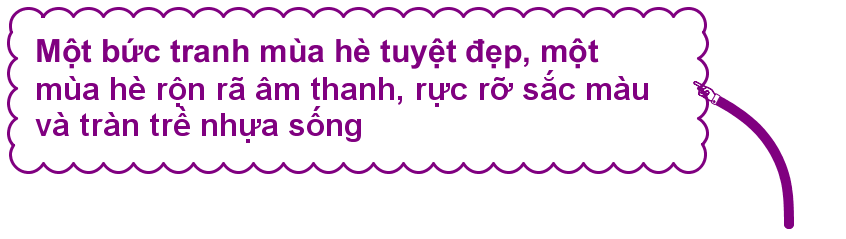 Một bức tranh mùa hè tuyệt đẹp, một
mùa hè rộn rã âm thanh, rực rỡ sắc màu
và tràn trề nhựa sống